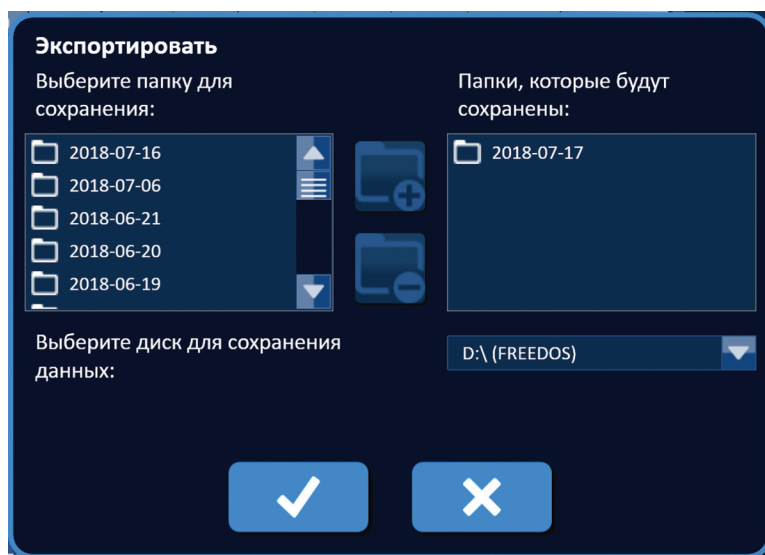 Экспортировать
Выберите папку для
сохранения:
2018-07-16
2018-07-06
2018-06-21
2018-06-20
2018-06-19
Папки, которые будут
сохранены:
2018-07-17
Выберите диск для сохранения
данных:
D:\ (FREEDOS)